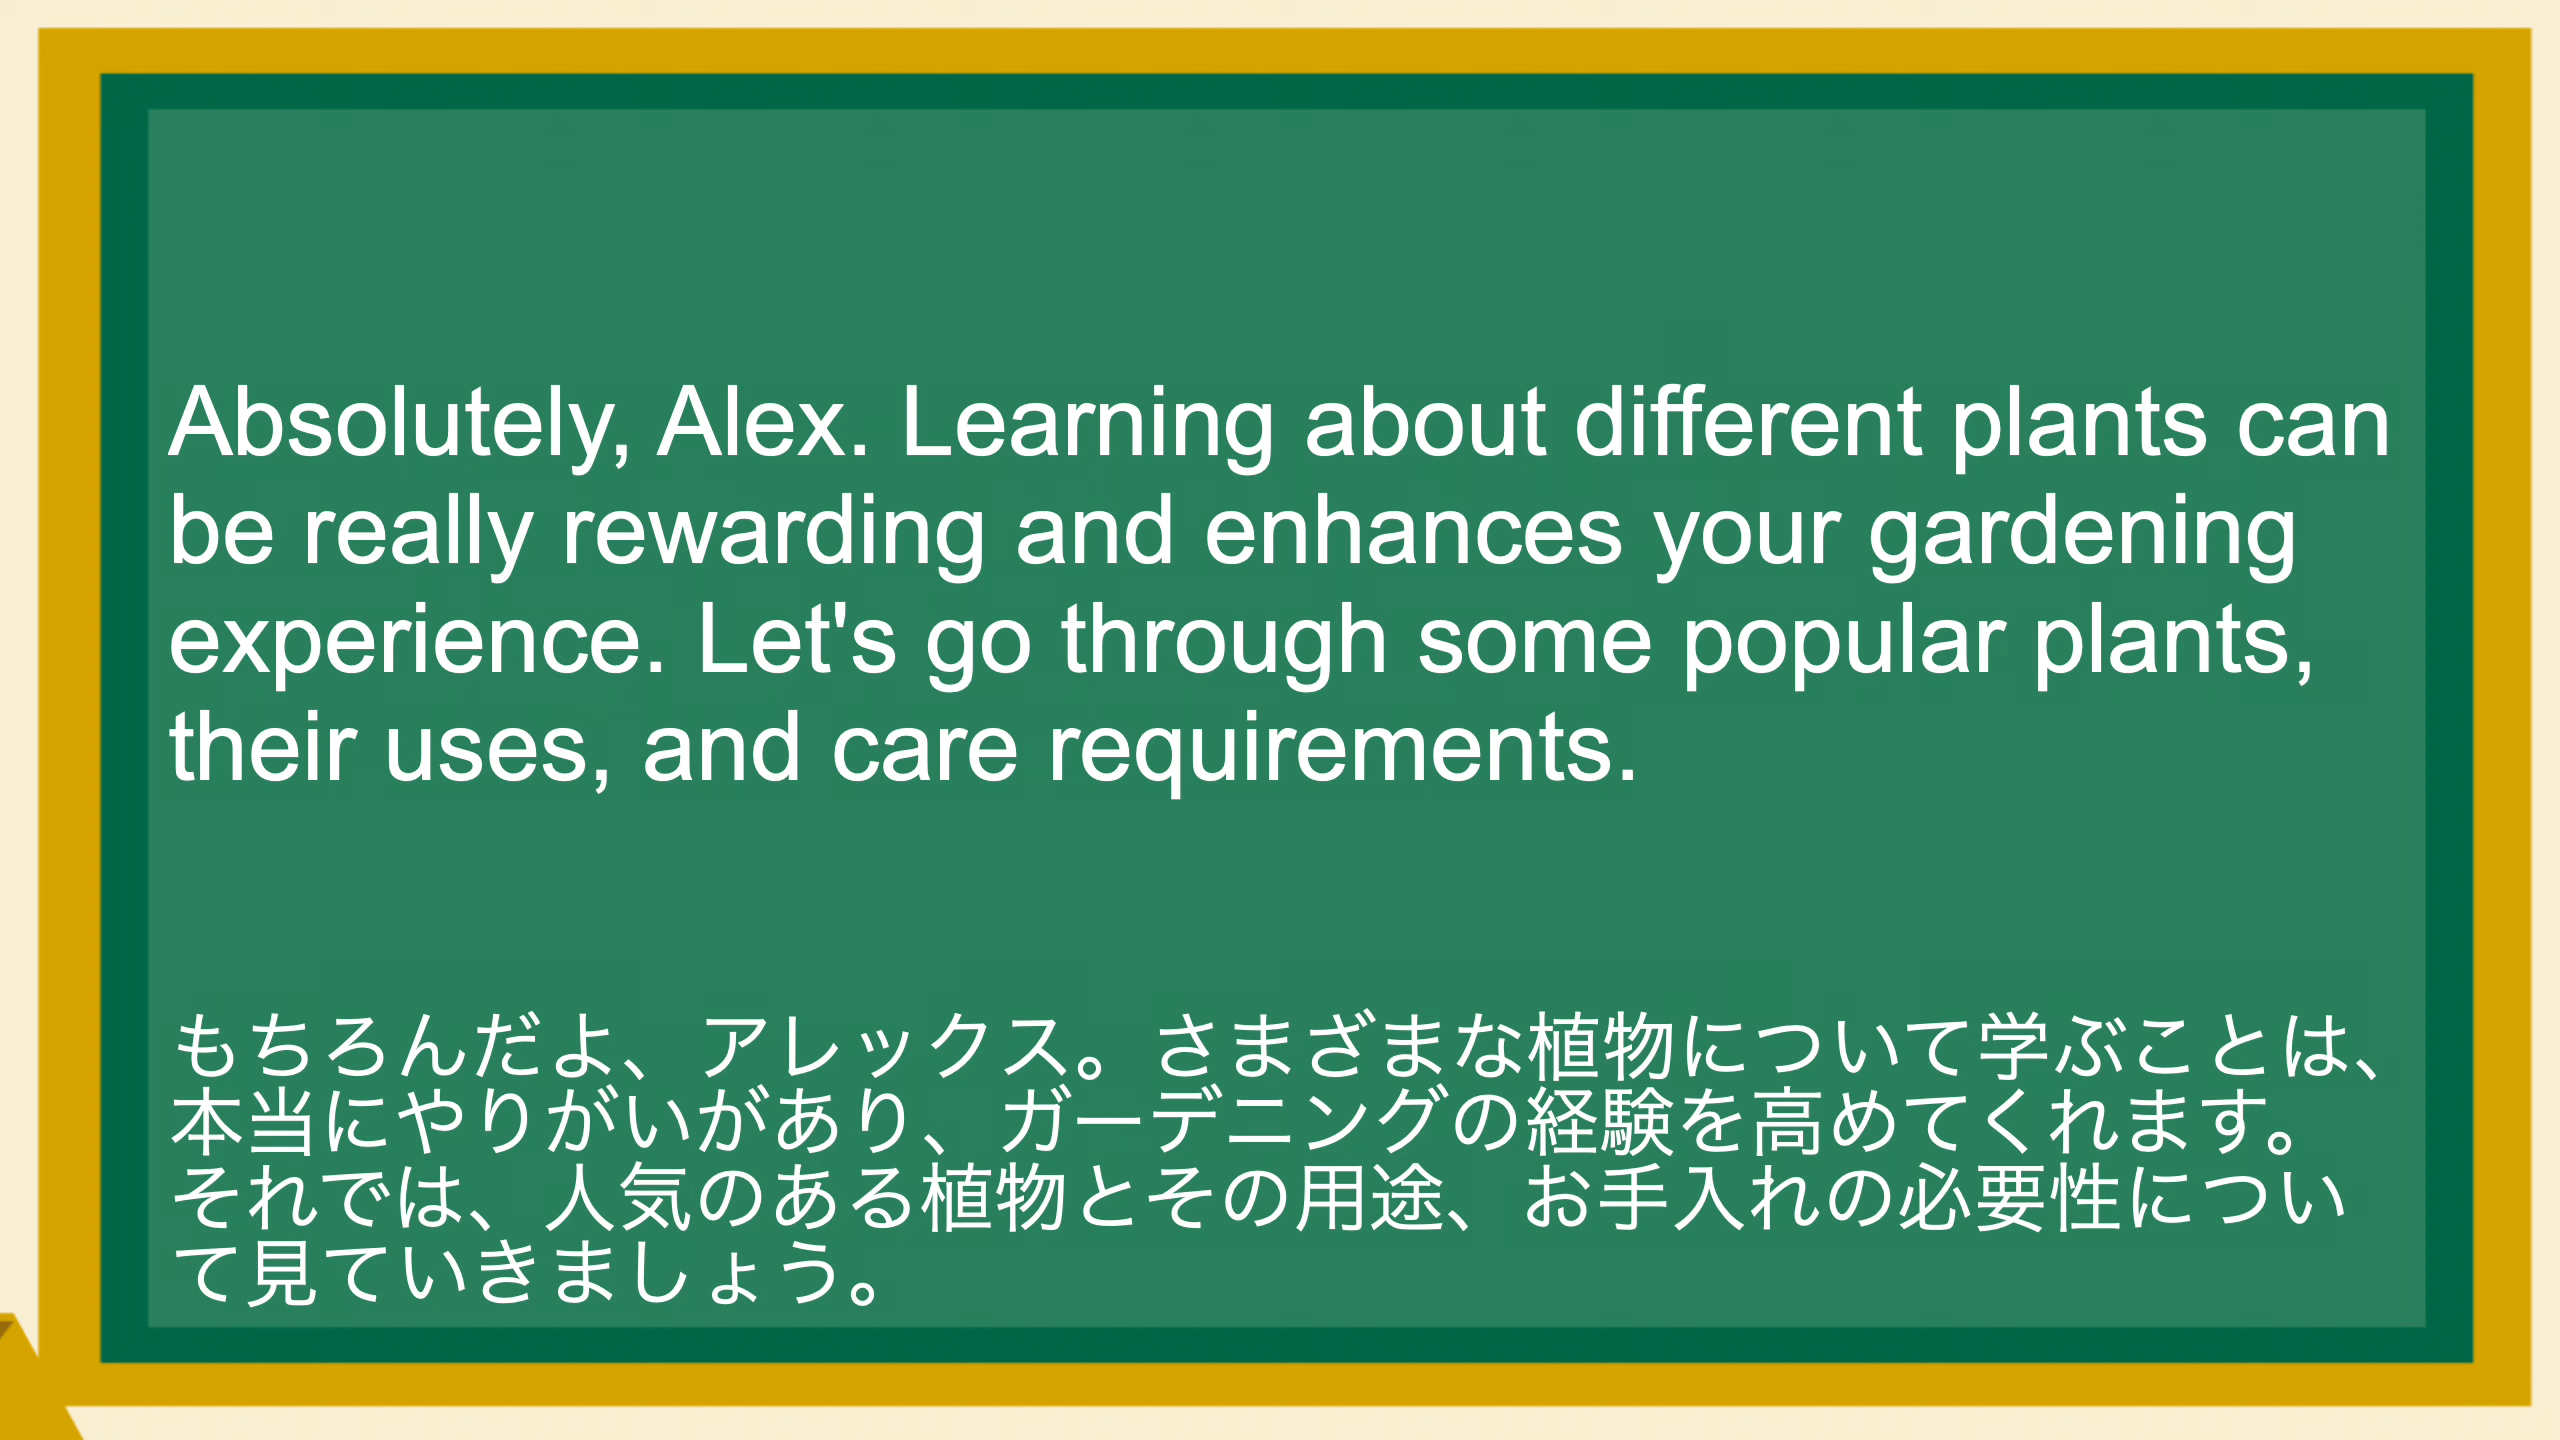 Absolutely, Alex. Learning about different plants can
be really rewarding and enhances your gardening
experience. Let's go through some popular plants,
their uses, and care requirements.
もちろんだよ、アレックス。さまざまな植物について学ぶことは、
本当にやりがいがあり、ガーデニングの経験を高めてくれます。
それでは、人気のある植物とその用途、お手入れの必要性につい
て見ていきましょう。